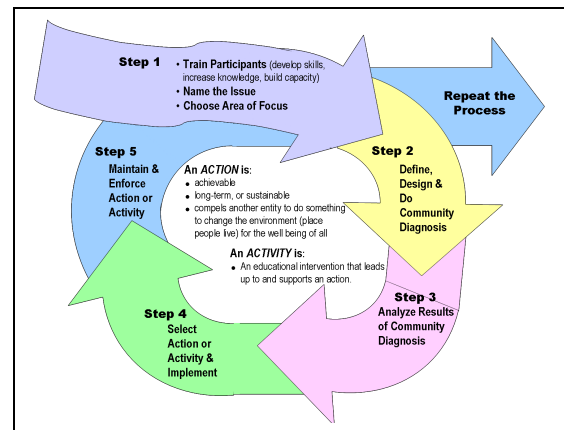 Step 1
• Train Participants (develop skills,
increase knowledge, build capacity)
• Name the Issue
• Choose Area of Focus
Repeat the
Process
Step 2
Define,
Design &
Do
Community
Diagnosis
Step 3
Analyze Results
of Community
Diagnosis
Step 4
Select
Action or
Activity &
Implement
Step 5
Maintain &
Enforce
Action or
Activity
An ACTION is:
• achievable
• long-term, or sustainable
• compels another entity to do something
to change the environment (place
people live) for the well being of all
An ACTIVITY is:
• An educational intervention that leads
up to and supports an action.